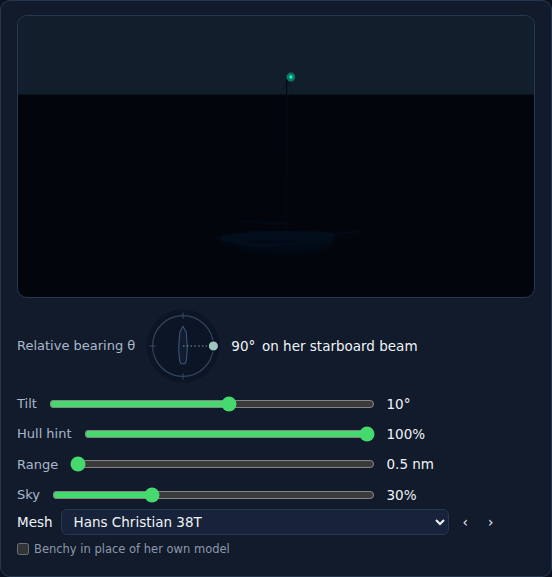 Relative bearing θ 90° on her starboard beam
Tilt 10°
Hull hint 100%
Range 0.5 nm
Sky 30%
Mesh Hans Christian 38T ‹ ›
Benchy in place of her own model